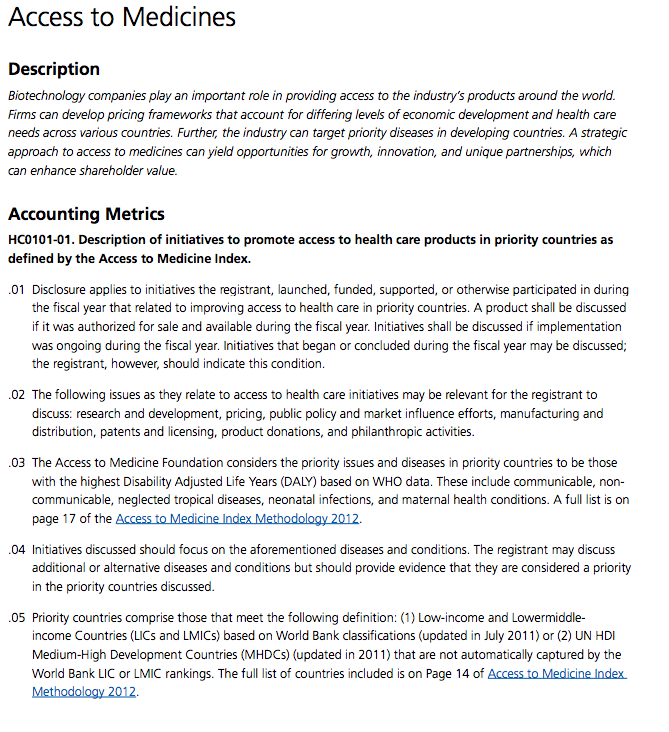 Access to Medicines
Description
Biotechnology companies play an important role in providing access to the industry's products around the world.
Firms can develop pricing frameworks that account for differing levels of economic development and health care
needs across various countries. Further, the industry can target priority diseases in developing countries. A strategic
approach to access to medicines can yield opportunities for growth, innovation, and unique partnerships, which
can enhance shareholder value.
Accounting Metrics
HC0101-01. Description of initiatives to promote access to health care products in priority countries as
defined by the Access to Medicine Index.
.01 Disclosure applies to initiatives the registrant, launched, funded, supported, or otherwise participated in during
the fiscal year that related to improving access to health care in priority countries. A product shall be discussed
if it was authorized for sale and available during the fiscal year. Initiatives shall be discussed if implementation
was ongoing during the fiscal year. Initiatives that began or concluded during the fiscal year may be discussed;
the registrant, however, should indicate this condition.
.02 The following issues as they relate to access to health care initiatives may be relevant for the registrant to
discuss: research and development, pricing, public policy and market influence efforts, manufacturing and
distribution, patents and licensing, product donations, and philanthropic activities.
.03 The Access to Medicine Foundation considers the priority issues and diseases in priority countries to be those
with the highest Disability Adjusted Life Years (DALY) based on WHO data. These include communicable, non-
communicable, neglected tropical diseases, neonatal infections, and maternal health conditions. A full list is on
page 17 of the Access to Medicine Index Methodology 2012.
.04 Initiatives discussed should focus on the aforementioned diseases and conditions. The registrant may discuss
additional or alternative diseases and conditions but should provide evidence that they are considered a priority
in the priority countries discussed.
.05 Priority countries comprise those that meet the following definition: (1) Low-income and Lowermiddle-
income Countries (LICs and LMICs) based on World Bank classifications (updated in July 2011) or (2) UN HDI
Medium-High Development Countries (MHDCs) (updated in 2011) that are not automatically captured by the
World Bank LIC or LMIC rankings. The full list of countries included is on Page 14 of Access to Medicine Index
Methodology 2012.